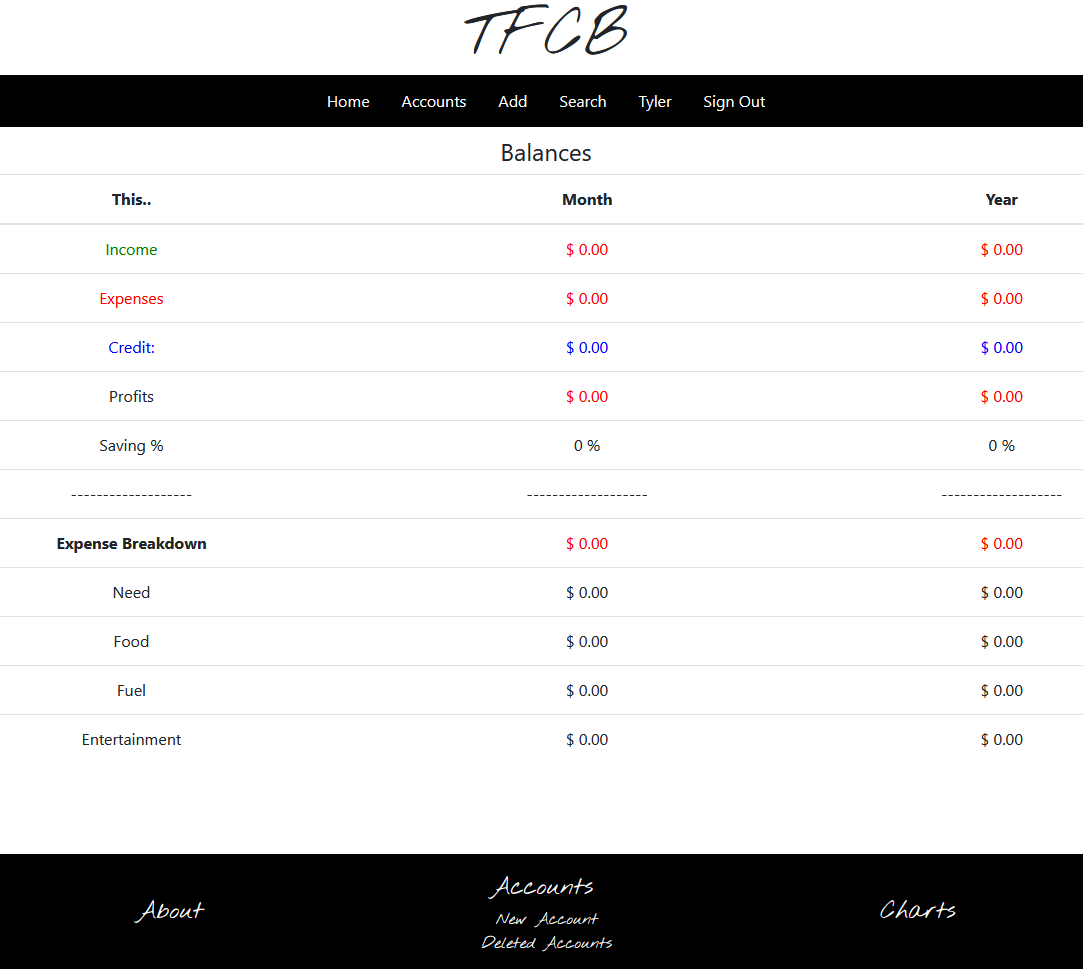 TFCB
Home Accounts Add Search Tyler Sign Out
Balances
This.. Month Year
Income $ 0.00 $ 0.00
Expenses $ 0.00 $ 0.00
Credit: $ 0.00 $ 0.00
Profits $ 0.00 $ 0.00
Saving % 0 % 0 %
------------------- ------------------- -------------------
Expense Breakdown $ 0.00 $ 0.00
Need $ 0.00 $ 0.00
Food $ 0.00 $ 0.00
Fuel $ 0.00 $ 0.00
Entertainment $ 0.00 $ 0.00
About
Accounts
New Account
Deleted Accounts
Charts